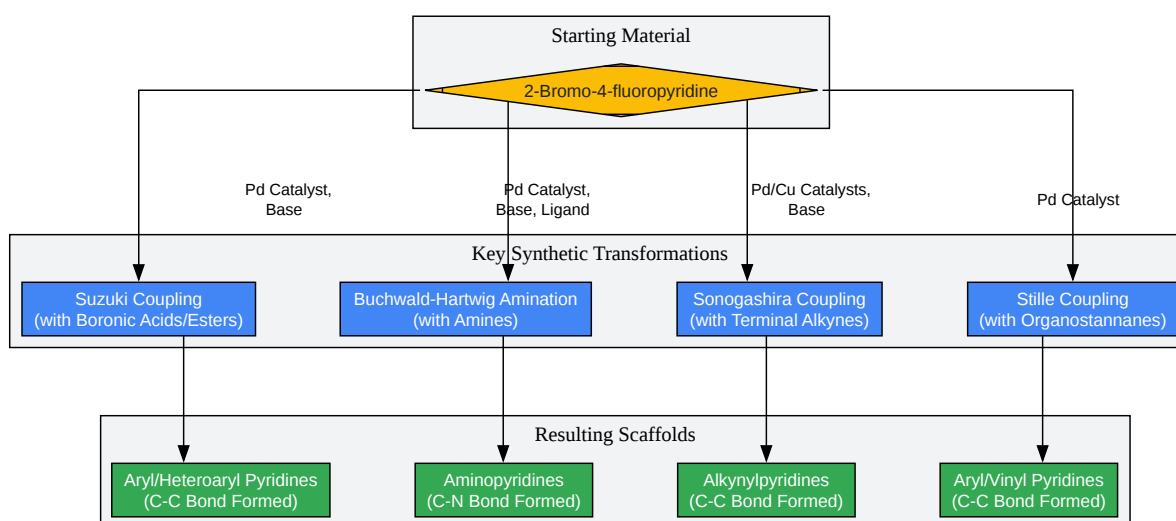 Starting Material
2-Bromo-4-fluoropyridine
Pd Catalyst,
Base
Pd Catalyst,
Base, Ligand
Pd/Cu Catalysts,
Base
Pd Catalyst
Key Synthetic Transformations
Suzuki Coupling
(with Boronic Acids/Esters)
Buchwald-Hartwig Amination
(with Amines)
Sonogashira Coupling
(with Terminal Alkynes)
Stille Coupling
(with Organostannanes)
Resulting Scaffolds
Aryl/Heteroaryl Pyridines
(C-C Bond Formed)
Aminopyridines
(C-N Bond Formed)
Alkynylpyridines
(C-C Bond Formed)
Aryl/Vinyl Pyridines
(C-C Bond Formed)